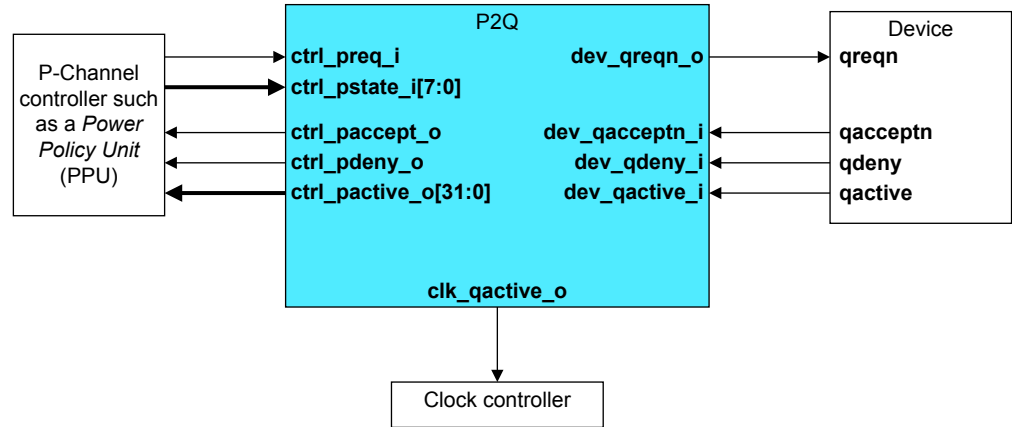 P2Q
P-Channel
controller such
as a Power
Policy Unit
(PPU)
ctrl_preq_i
ctrl_pstate_i[7:0]
ctrl_paccept_o
ctrl_pdeny_o
ctrl_pactive_o[31:0]
dev_qreqn_o
dev_qacceptn_i
dev_qdeny_i
dev_qactive_i
clk_qactive_o
Device
qreqn
qacceptn
qdeny
qactive
Clock controller